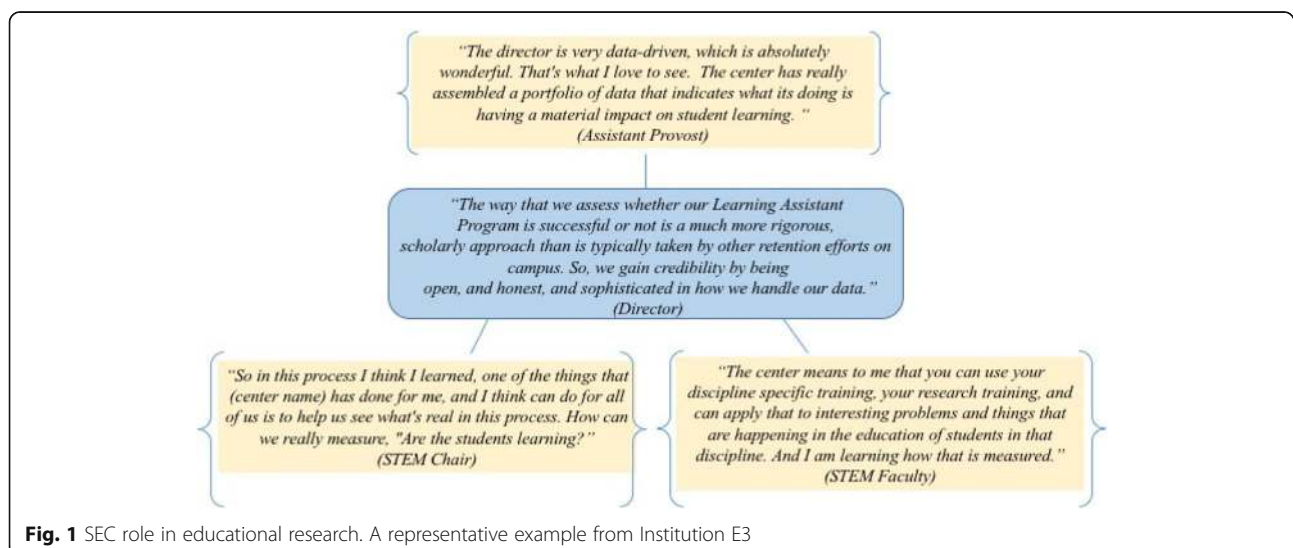 “The director is very data-driven, which is absolutely
wonderful. That's what I love to see.  The center has really
assembled a portfolio of data that indicates what its doing is
having a material impact on student learning. “
(Assistant Provost)
“The way that we assess whether our Learning Assistant
Program is successful or not is a much more rigorous,
scholarly approach than is typically taken by other retention efforts on
campus. So, we gain credibility by being
open, and honest, and sophisticated in how we handle our data.”
(Director)
“So in this process I think I learned, one of the things that
(center name) has done for me, and I think can do for all
of us is to help us see what's real in this process. How can
we really measure, "Are the students learning?”
(STEM Chair)
“The center means to me that you can use your
discipline specific training, your research training, and
can apply that to interesting problems and things that
are happening in the education of students in that
discipline. And I am learning how that is measured.”
(STEM Faculty)
Fig. 1 SEC role in educational research. A representative example from Institution E3